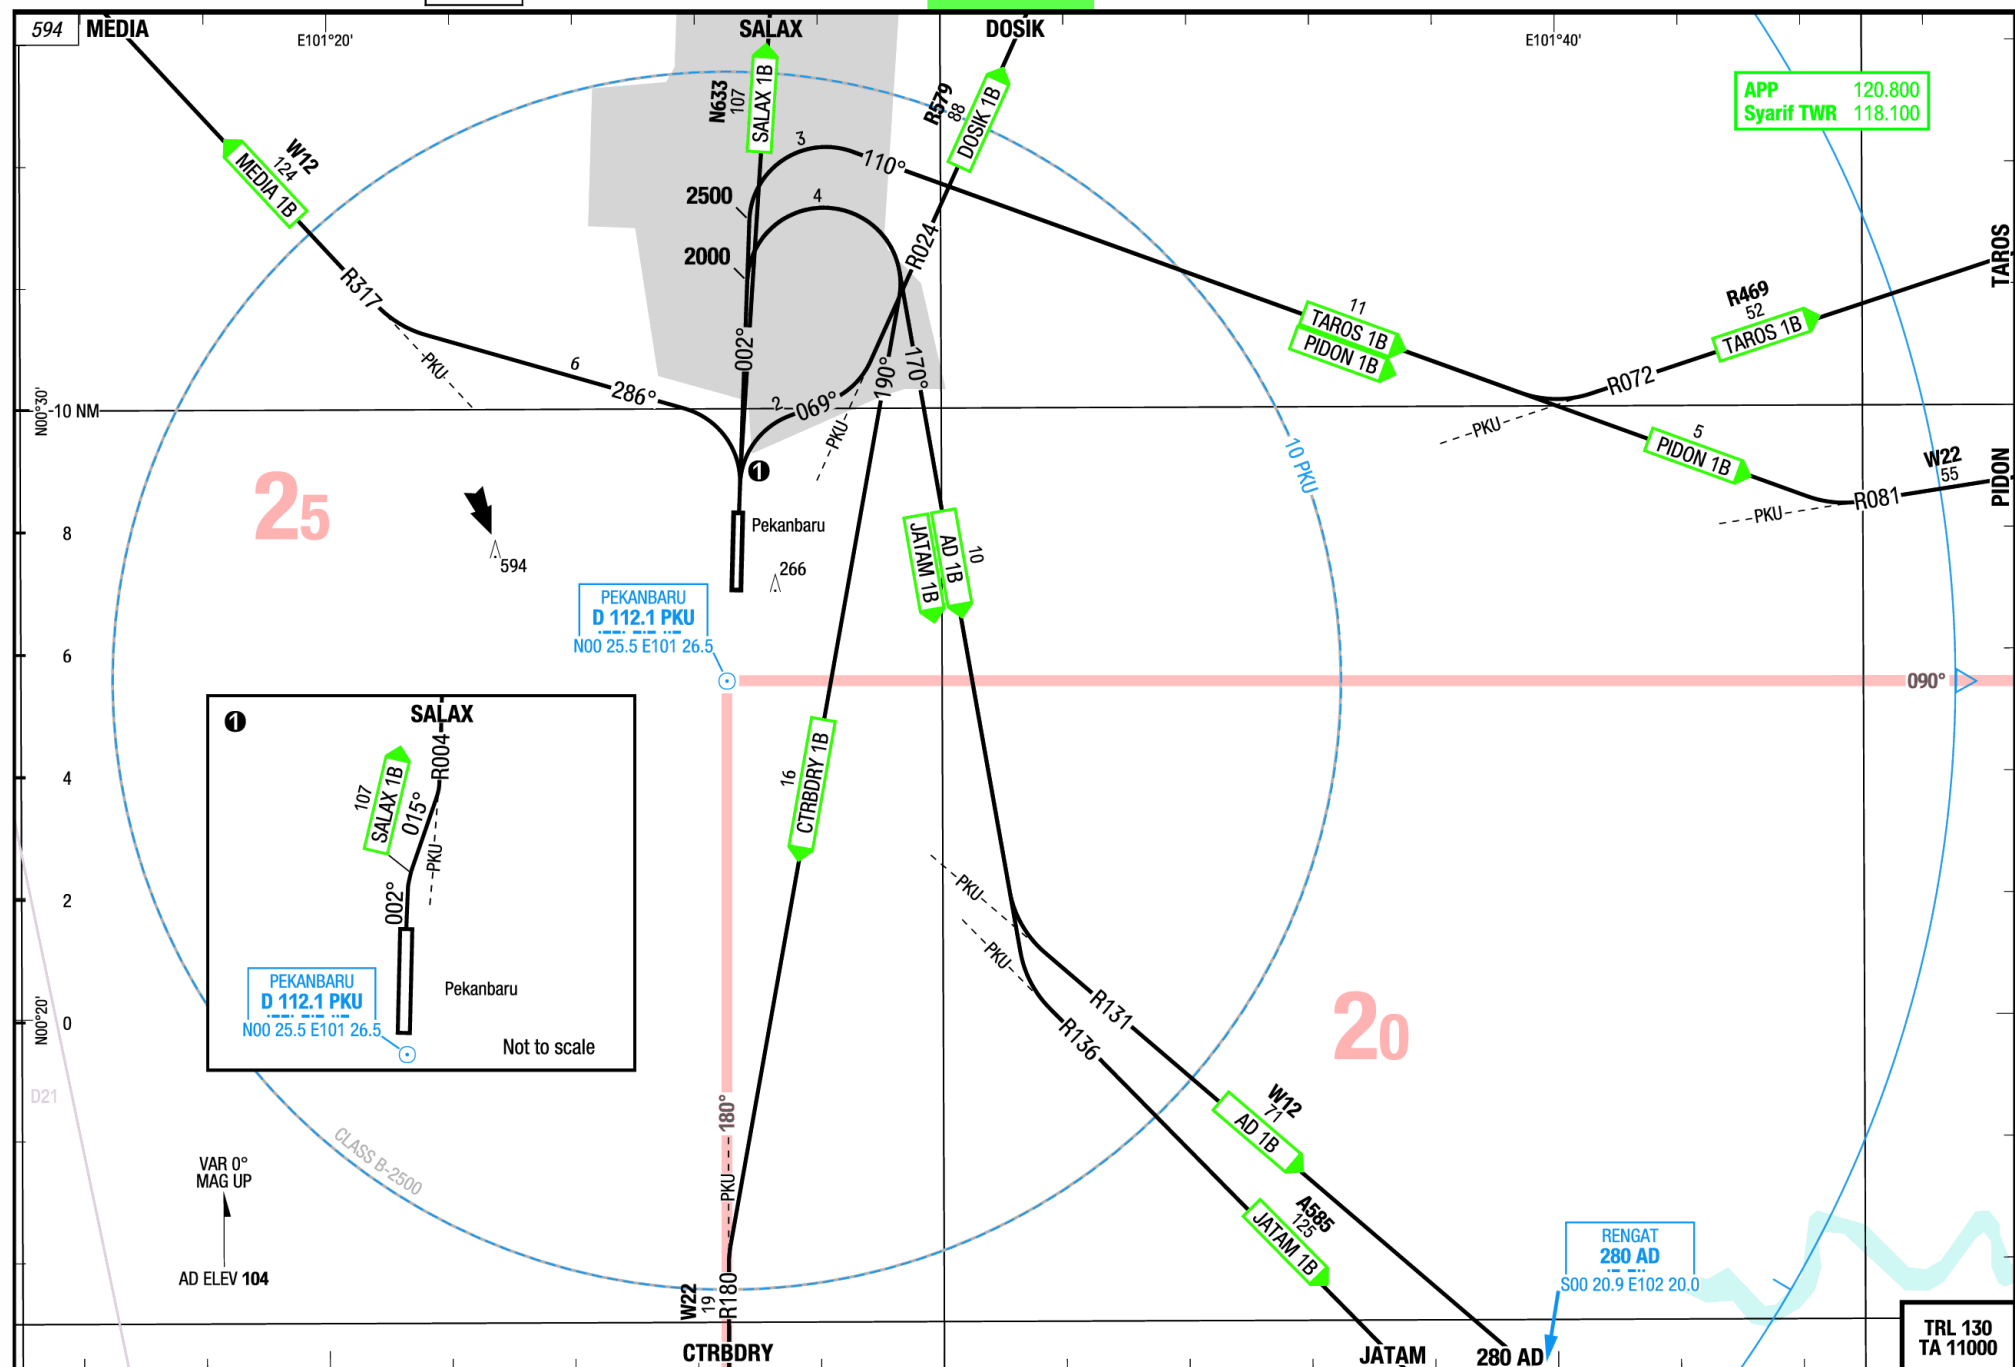 594
MEDIA
E101°20'
SALAX
DOSIK
E101°40'
APP 120.800
Syarif TWR 118.100
N633
107
SALAX 1B
R579
88
DOSIK 1B
W12
124
MEDIA 1B
3
110°
2500
4
2000
R024
R317
PKU
6
286°
002°
2
069°
PKU
190°
170°
11
TAROS 1B
PIDON 1B
R469
52
TAROS 1B
TAROS
R072
PKU
5
PIDON 1B
W22
55
PIDON
R081
PKU
N00°30'
10 NM
8
6
4
2
0
N00°20'
25
594
1
Pekanbaru
266
10 PKU
JATAM 1B
AD 1B
10
PEKANBARU
D 112.1 PKU
N00 25.5 E101 26.5
090°
1
SALAX
R004
107
SALAX 1B
015°
PKU
002°
PEKANBARU
D 112.1 PKU
N00 25.5 E101 26.5
Pekanbaru
Not to scale
16
CTRBDRY 1B
PKU
PKU
R131
R136
20
D21
CLASS B-2500
180°
PKU
W12
71
AD 1B
A585
125
JATAM 1B
VAR 0°
MAG UP
AD ELEV 104
W22
19
R180
CTRBDRY
JATAM
280 AD
RENGAT
280 AD
S00 20.9 E102 20.0
TRL 130
TA 11000